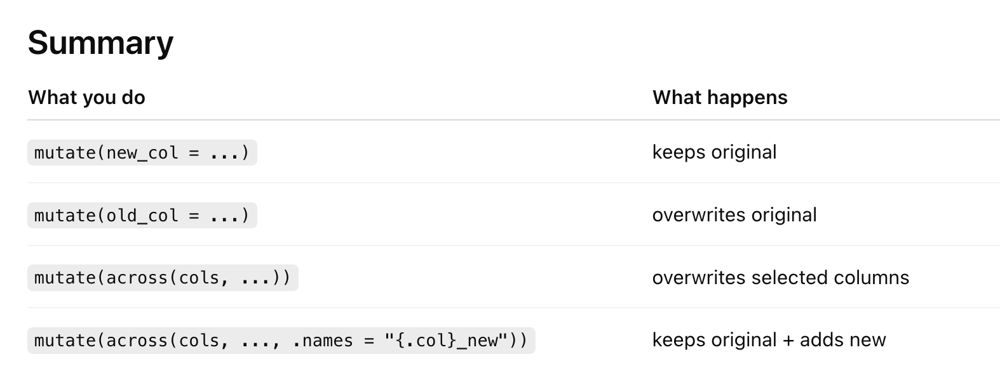 Summary
What you do What happens
mutate(new_col = ...) keeps original
mutate(old_col = ...) overwrites original
mutate(across(cols, ...)) overwrites selected columns
mutate(across(cols, ..., .names = "{.col}_new")) keeps original + adds new